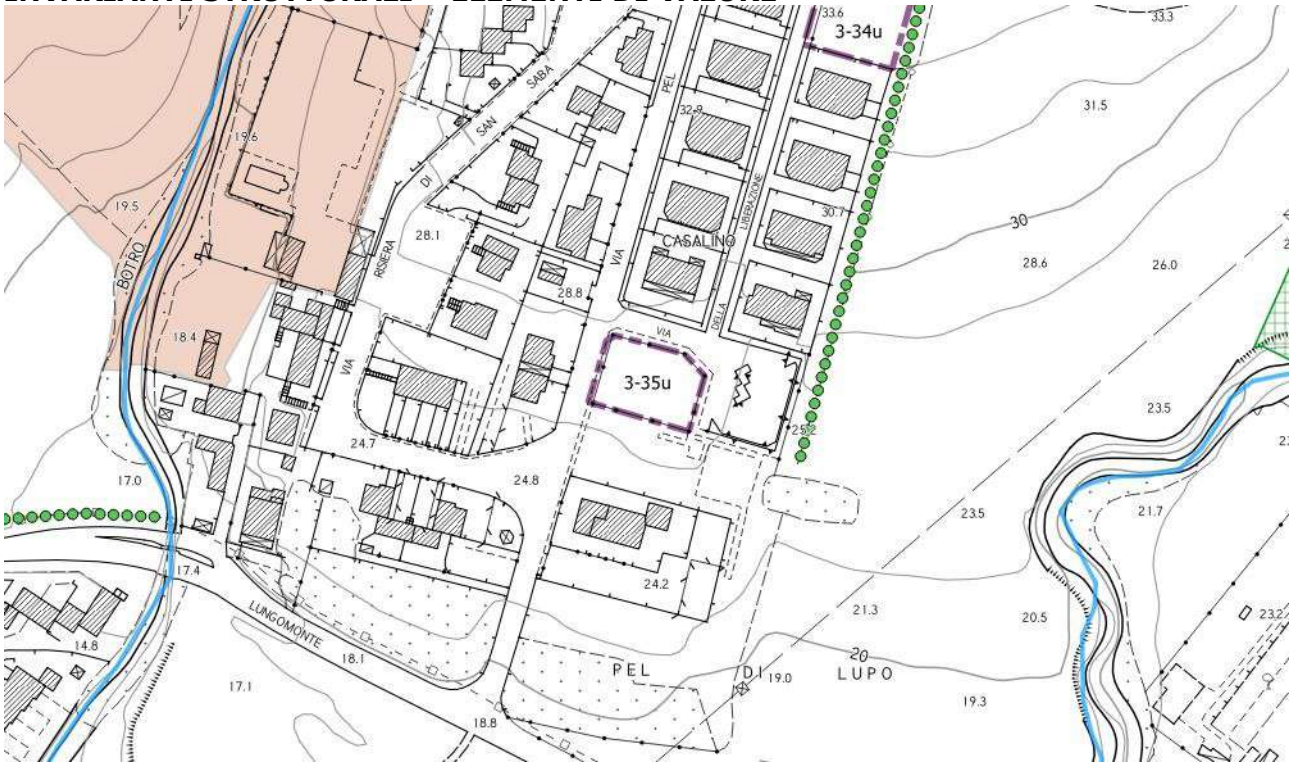 33.6
3-34u
33.3
PEL
SABA
SAN
DI
RISIERA
VIA
31.5
32.9
19.6
LIBERAZIONE
19.5
28.1
30.7
30
CASALINO
VIA
BOTRO
28.6
26.0
28.8
18.4
DELLA
VIA
3-35u
23.5
24.7
25.2
17.0
24.8
23.5
21.7
17.4
24.2
LUNGOMONTE
21.3
20.5
23.2
14.8
18.1
20
PEL DI LUPO
19.0
17.1
19.3
18.8